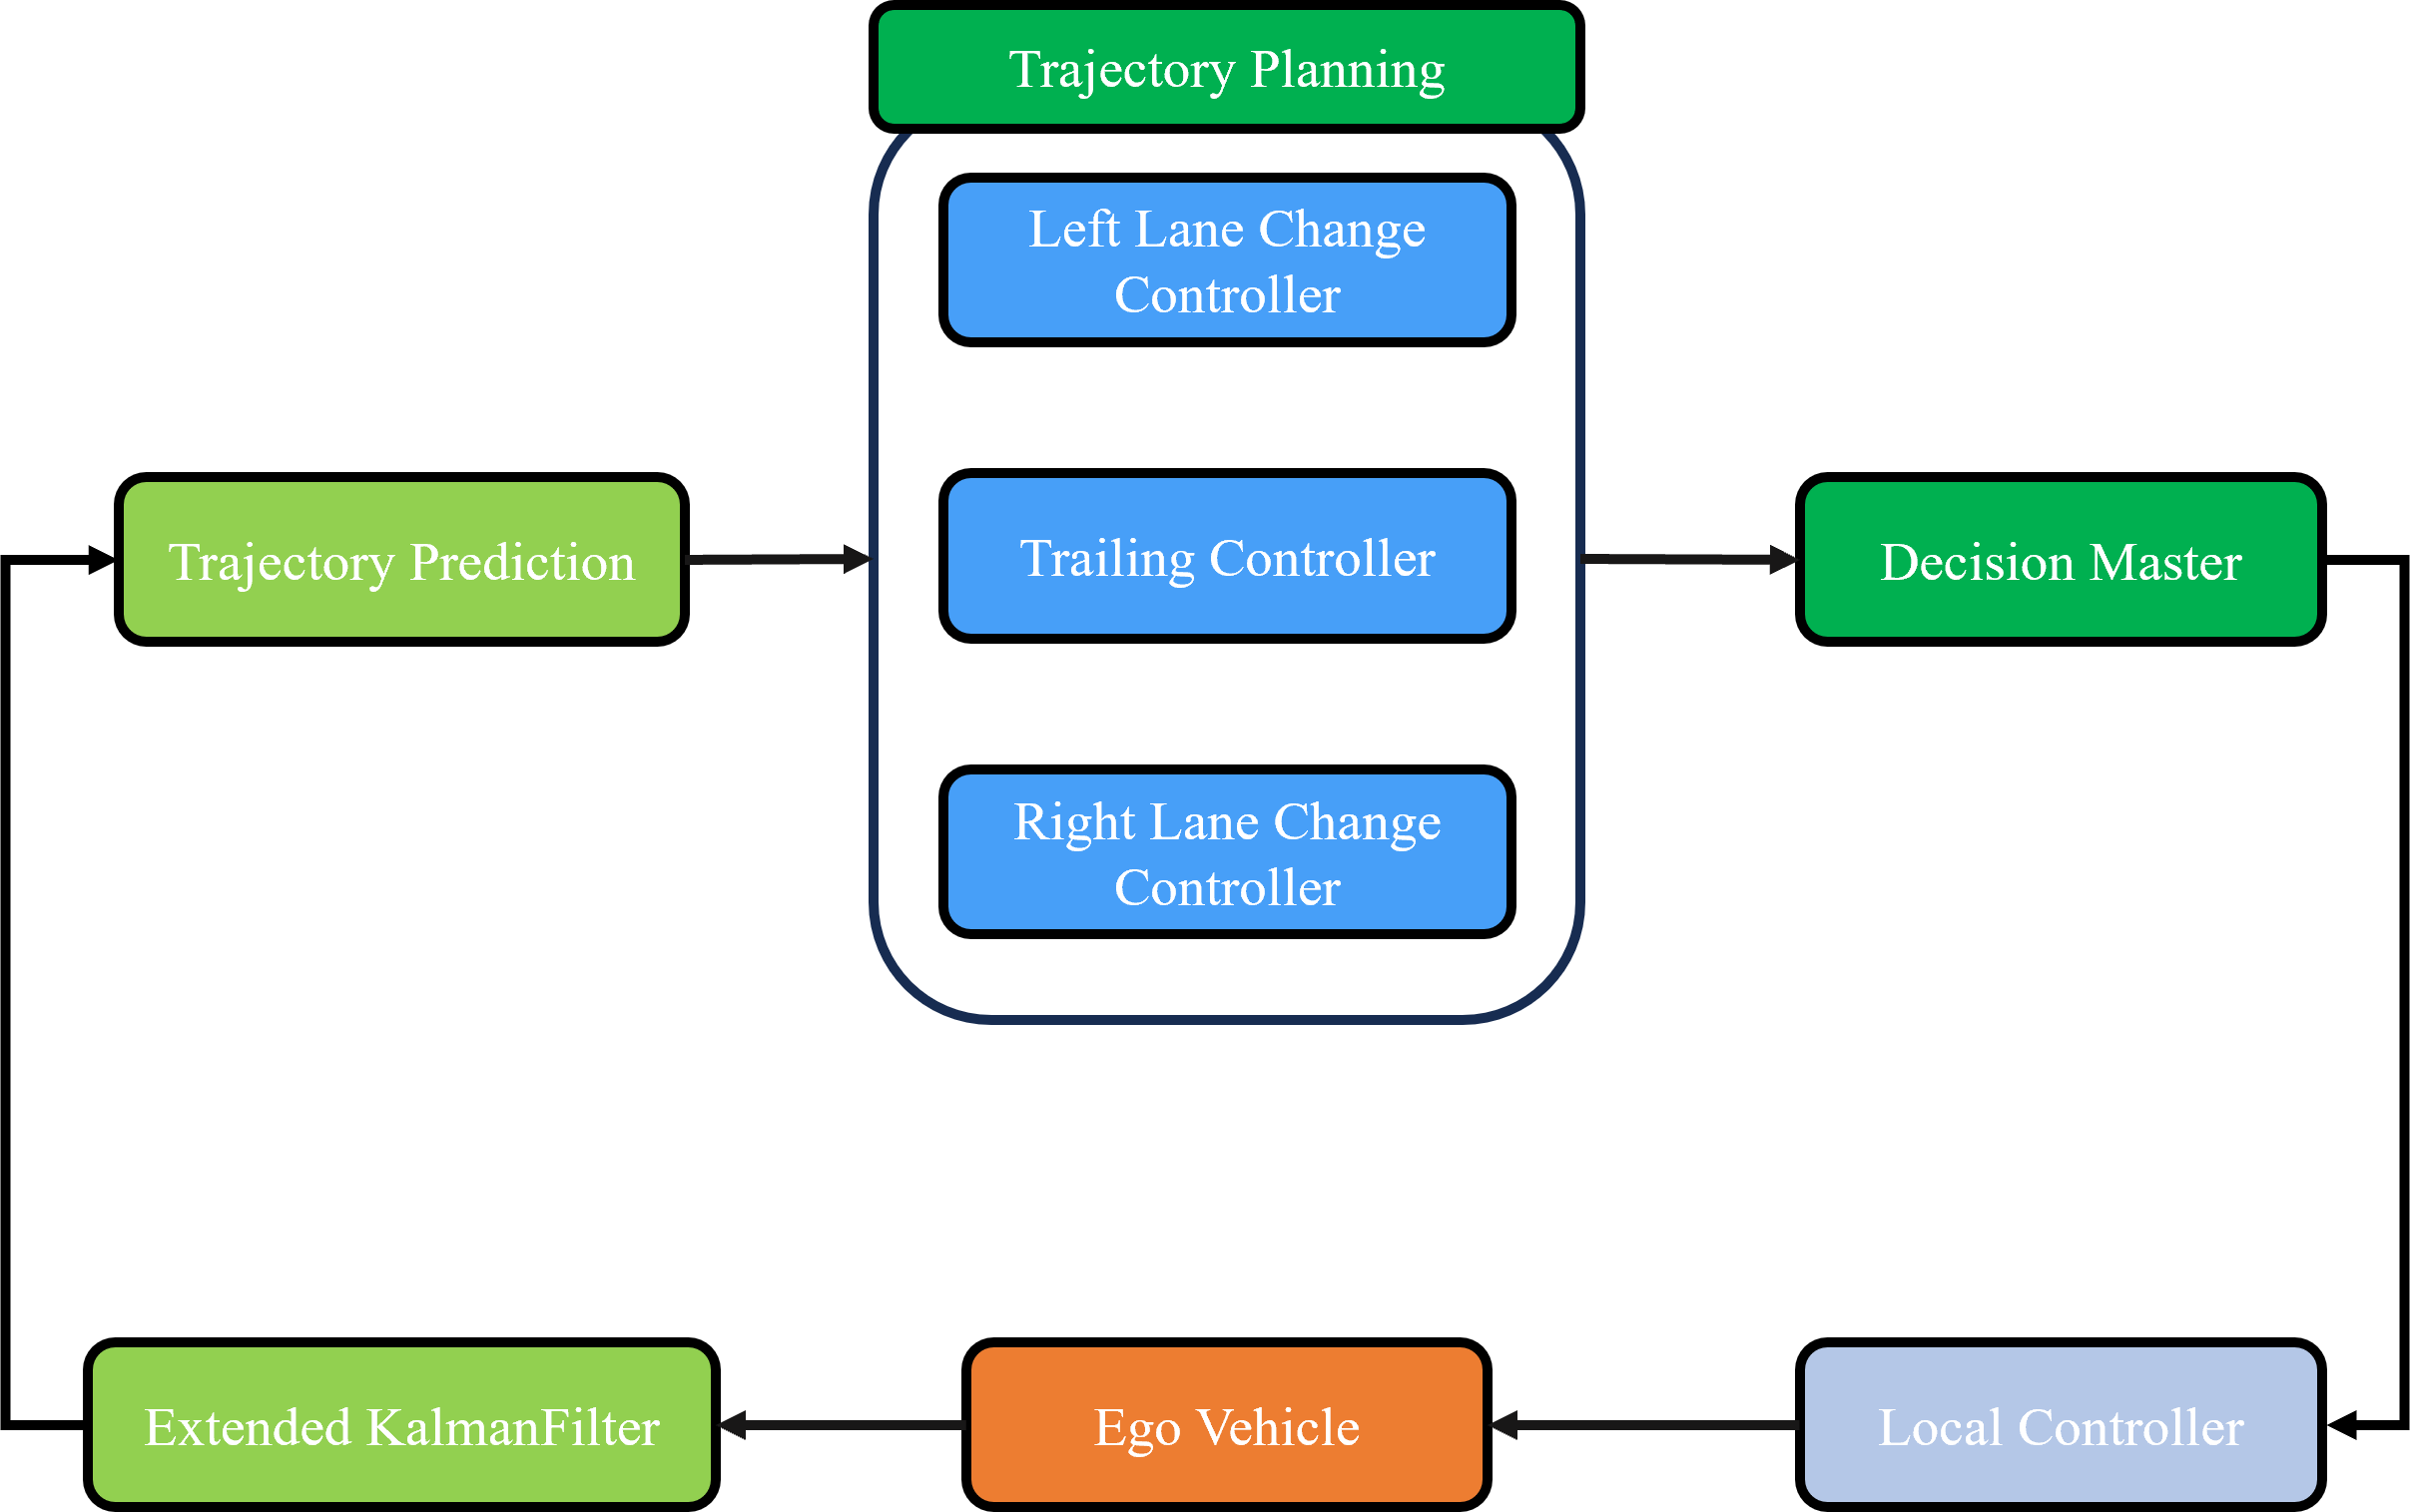 Trajectory Planning
Left Lane Change
Controller
Trajectory Prediction
Trailing Controller
Decision Master
Right Lane Change
Controller
Extended KalmanFilter
Ego Vehicle
Local Controller